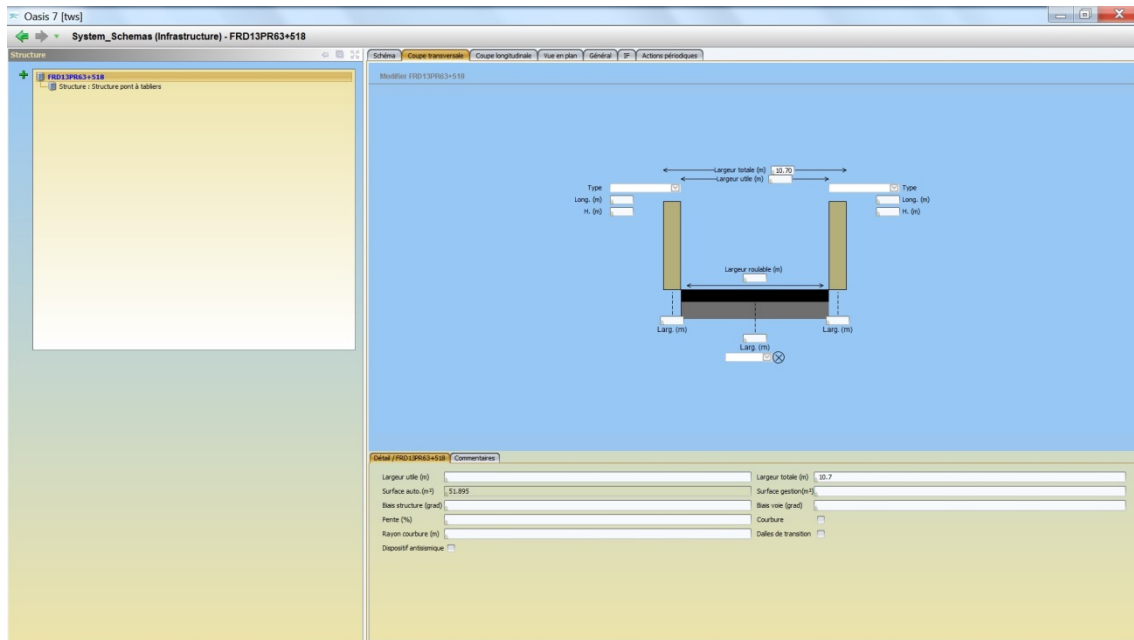 Oasis 7 [tws]
System_Schemas (Infrastructure) - FRD13PR63+518
Structure
FRD13PR63+518
Structure : Structure pont à tabliers
Schéma Coupe transversale Coupe longitudinale Vue en plan Général IF Actions périodiques
Modifier FRD13PR63+518
Largeur totale (m) 10.70
Largeur utile (m)
Type Type
Long. (m) Long. (m)
H. (m) H. (m)
Largeur roulable (m)
Larg. (m) Larg. (m)
Larg. (m)
Détail / FRD13PR63+518 Commentaires
Largeur utile (m) Largeur totale (m) 10.7
Surface auto.(m²) 51.895 Surface gestion(m²)
Biais structure (grad) Biais voie (grad)
Pente (%) Courbure
Rayon courbure (m) Dalles de transition
Dispositif antisismique